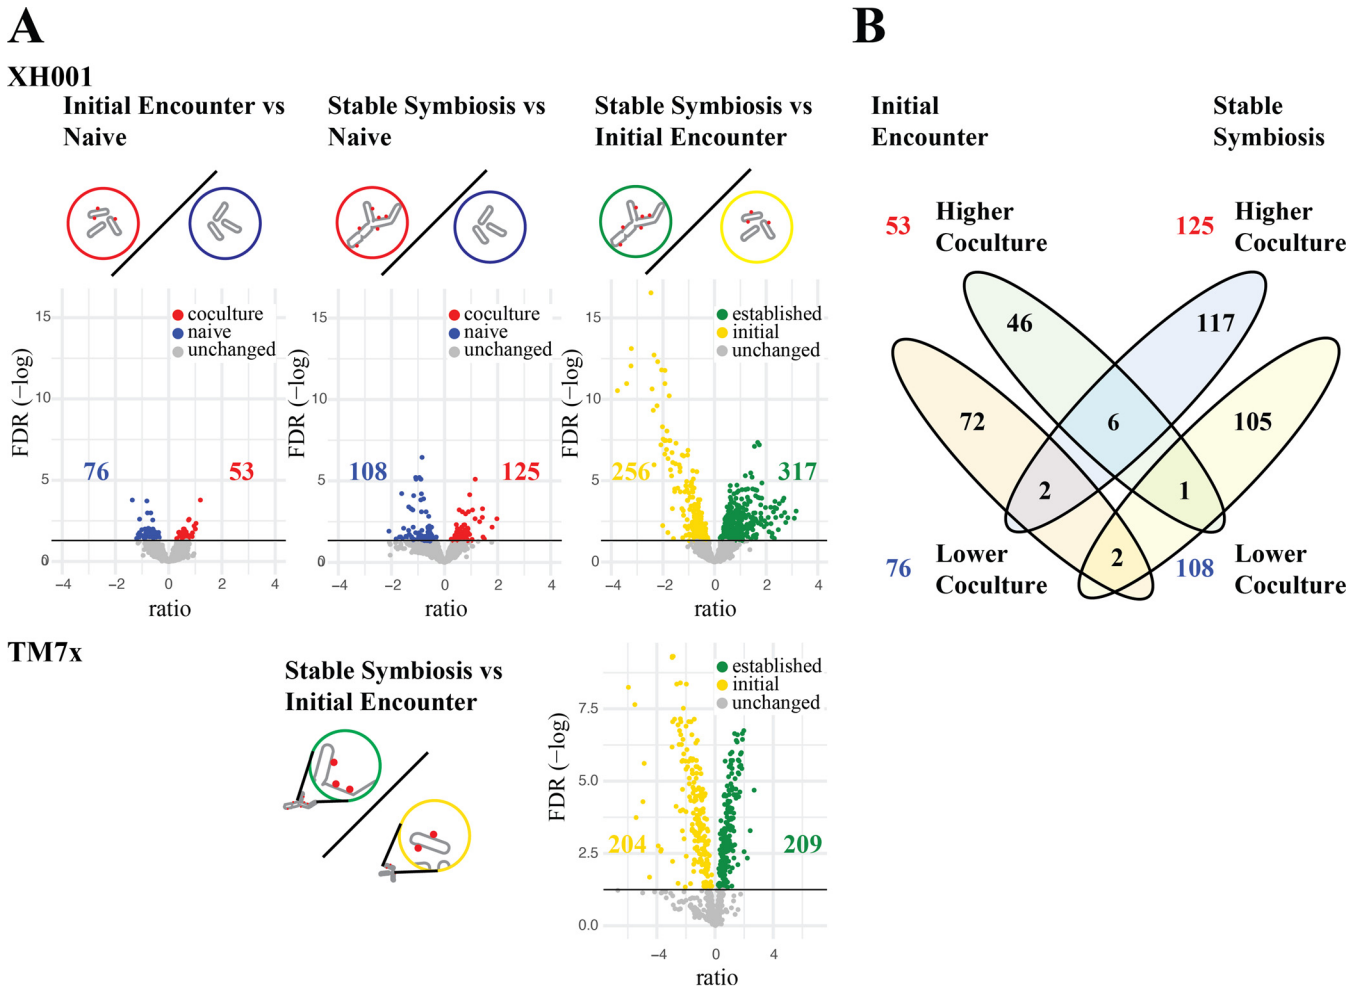 A
XH001
Initial Encounter vs
Naive
Stable Symbiosis vs
Naive
Stable Symbiosis vs
Initial Encounter
FDR (−log)
15
10
5
0
coculture
naive
unchanged
76
53
−4
−2
0
2
4
ratio
FDR (−log)
15
10
5
0
coculture
naive
unchanged
108
125
−4
−2
0
2
4
ratio
FDR (−log)
15
10
5
0
established
initial
unchanged
256
317
−4
−2
0
2
4
ratio
TM7x
Stable Symbiosis vs
Initial Encounter
FDR (−log)
7.5
5.0
2.5
0.0
established
initial
unchanged
204
209
−4
0
4
ratio
B
Initial
Encounter
Stable
Symbiosis
53
Higher
Coculture
125
Higher
Coculture
46
117
72
6
105
2
1
2
76
Lower
Coculture
108
Lower
Coculture